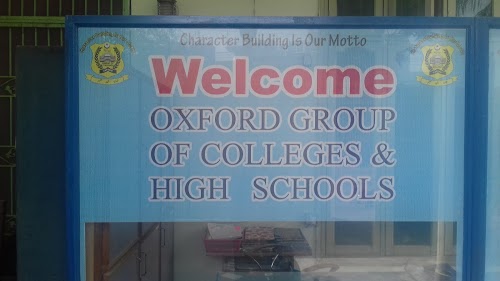 Character Building Is Our Motto
Welcome
OXFORD GROUP
OF COLLEGES &
HIGH SCHOOLS